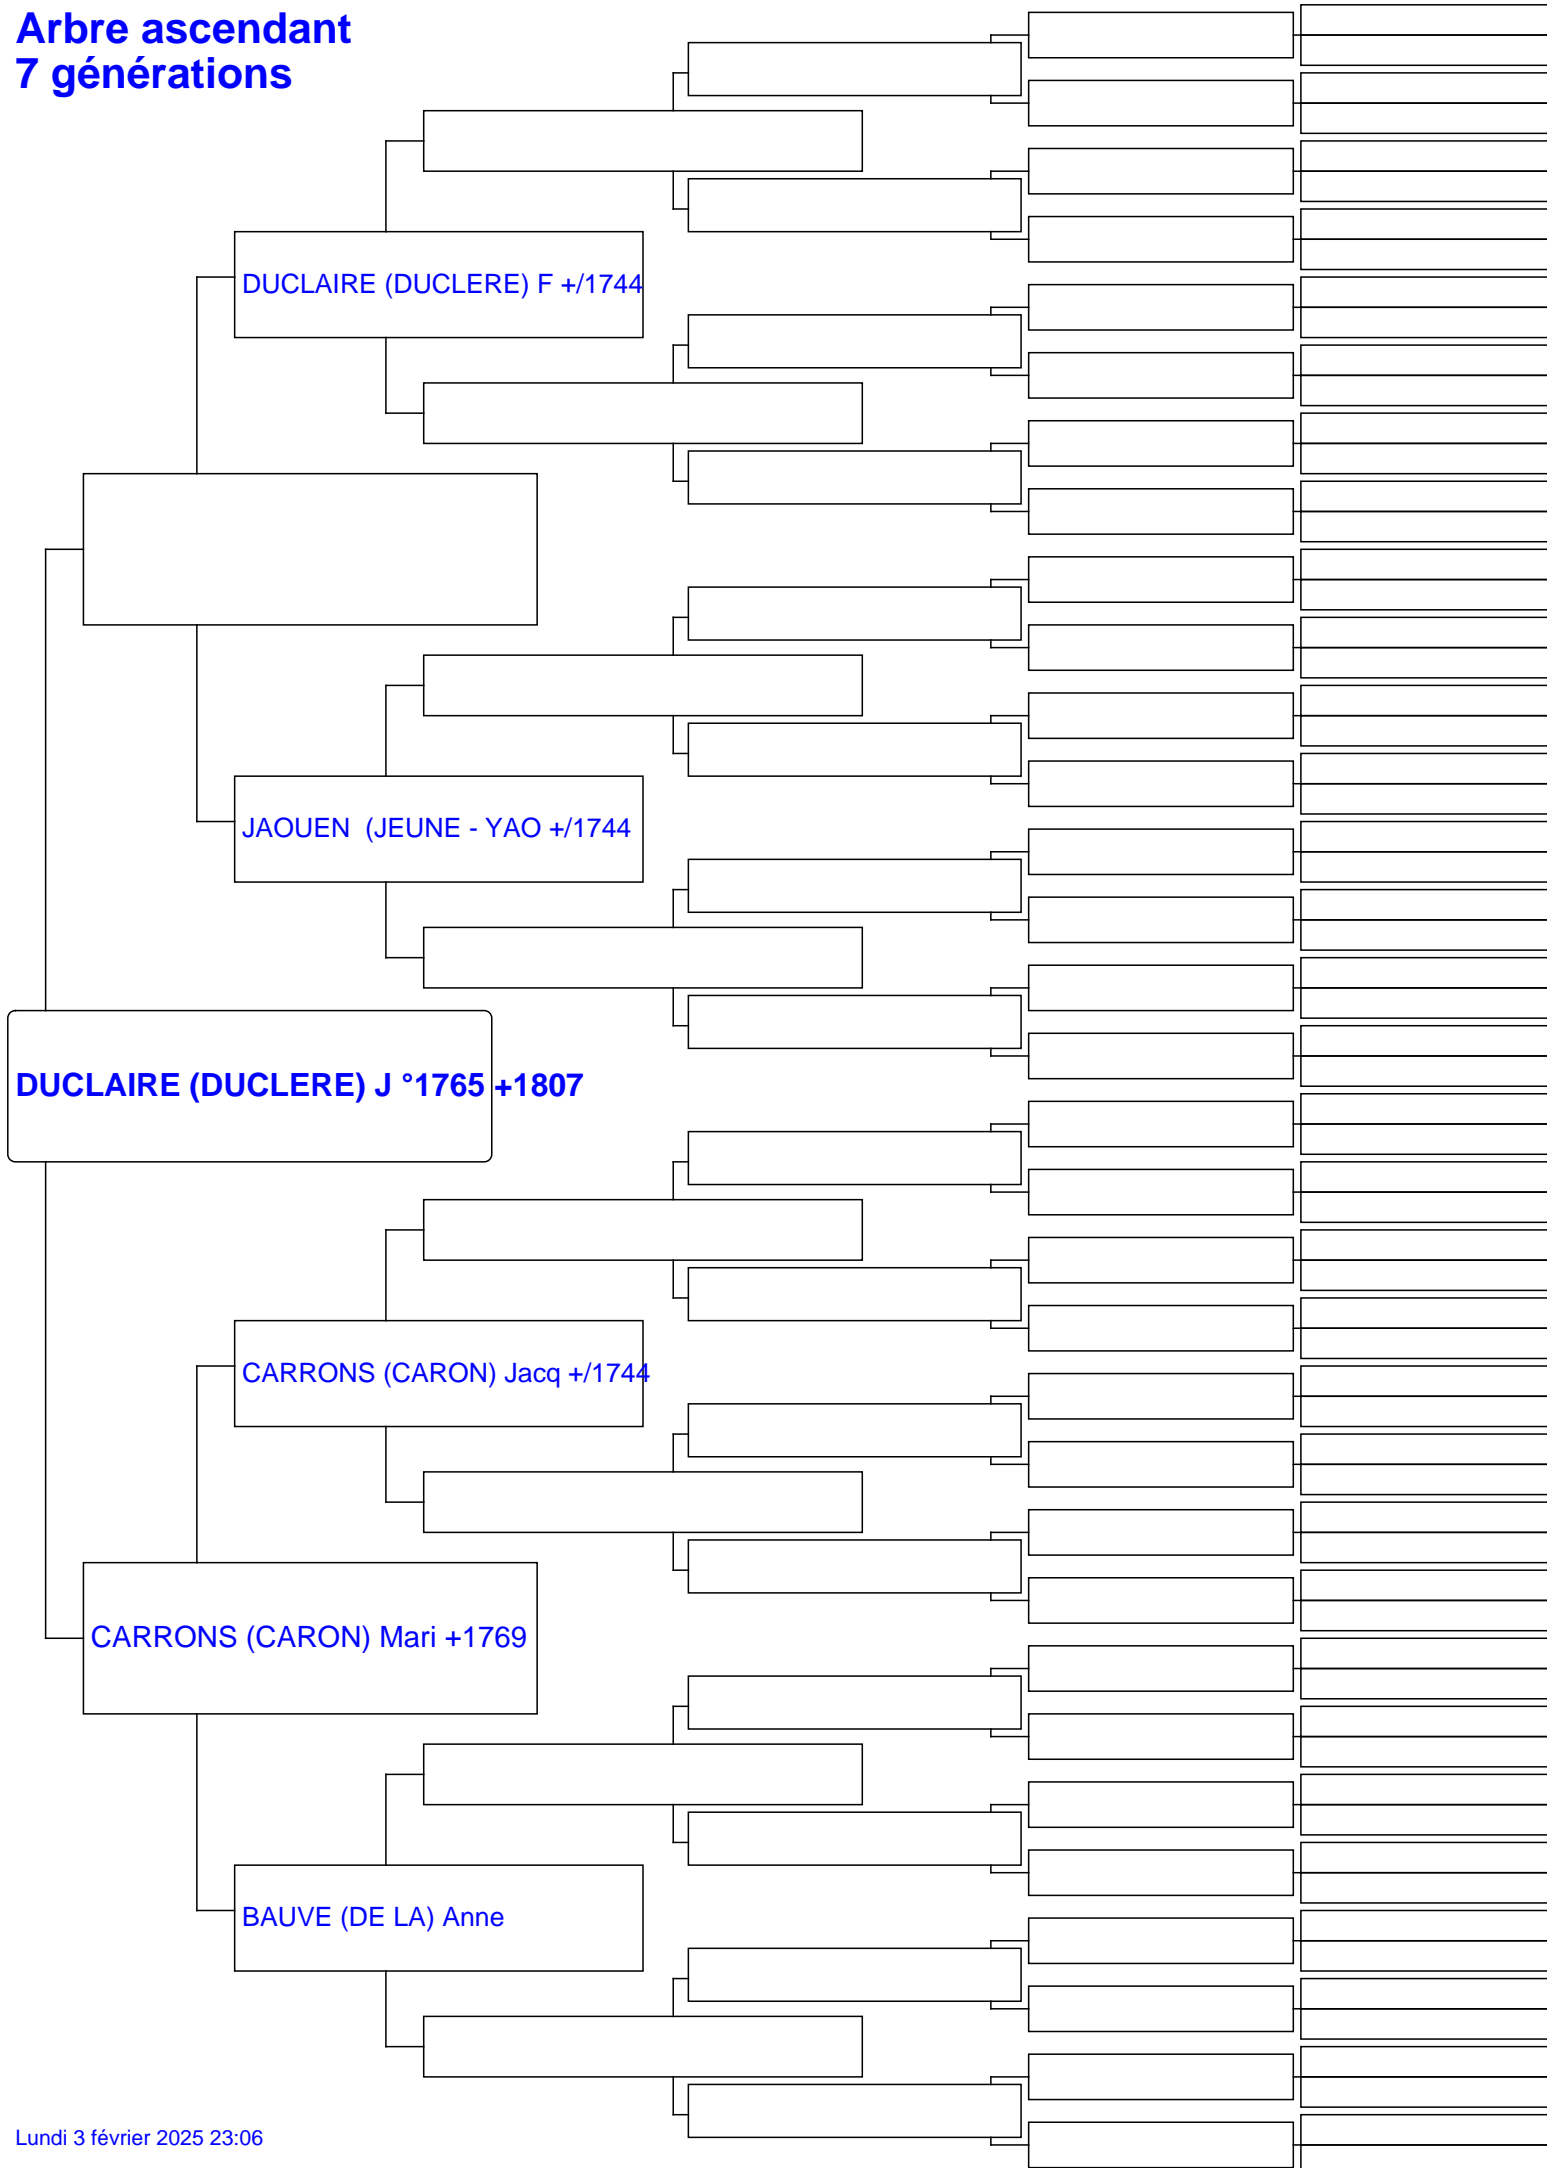 Arbre ascendant
7 générations
DUCLAIRE (DUCLERE) F +/1744
JAOUEN  (JEUNE - YAO +/1744
DUCLAIRE (DUCLERE) J °1765 +1807
CARRONS (CARON) Jacq +/1744
CARRONS (CARON) Mari +1769
BAUVE (DE LA) Anne
Lundi 3 février 2025 23:06